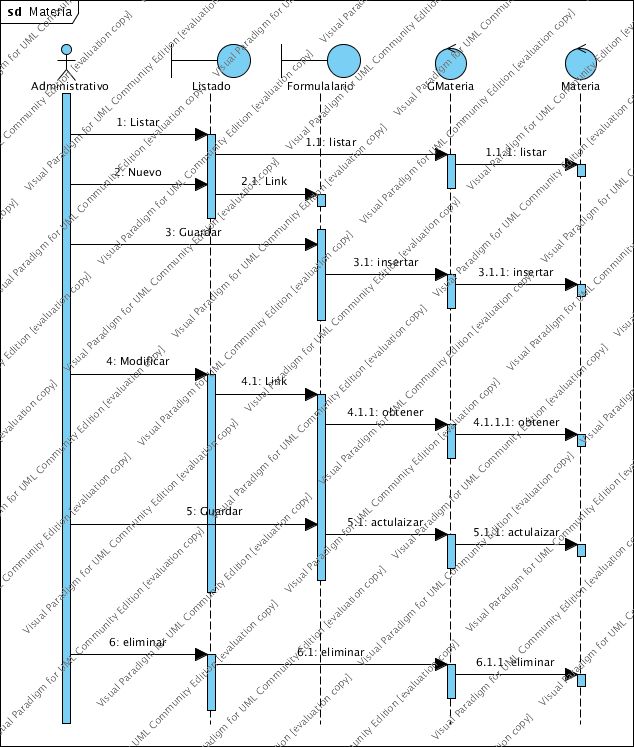 sd Materia
Administrativo
Listado
Formulalario
GMateria
Materia
1: Listar
1.1: listar
1.1.1: listar
2: Nuevo
2.1: Link
3: Guardar
3.1: insertar
3.1.1: insertar
4: Modificar
4.1: Link
4.1.1: obtener
4.1.1.1: obtener
5: Guardar
5.1: actulaizar
5.1.1: actulaizar
6: eliminar
6.1: eliminar
6.1.1: eliminar
Visual Paradigm for UML Community Edition [evaluation copy]